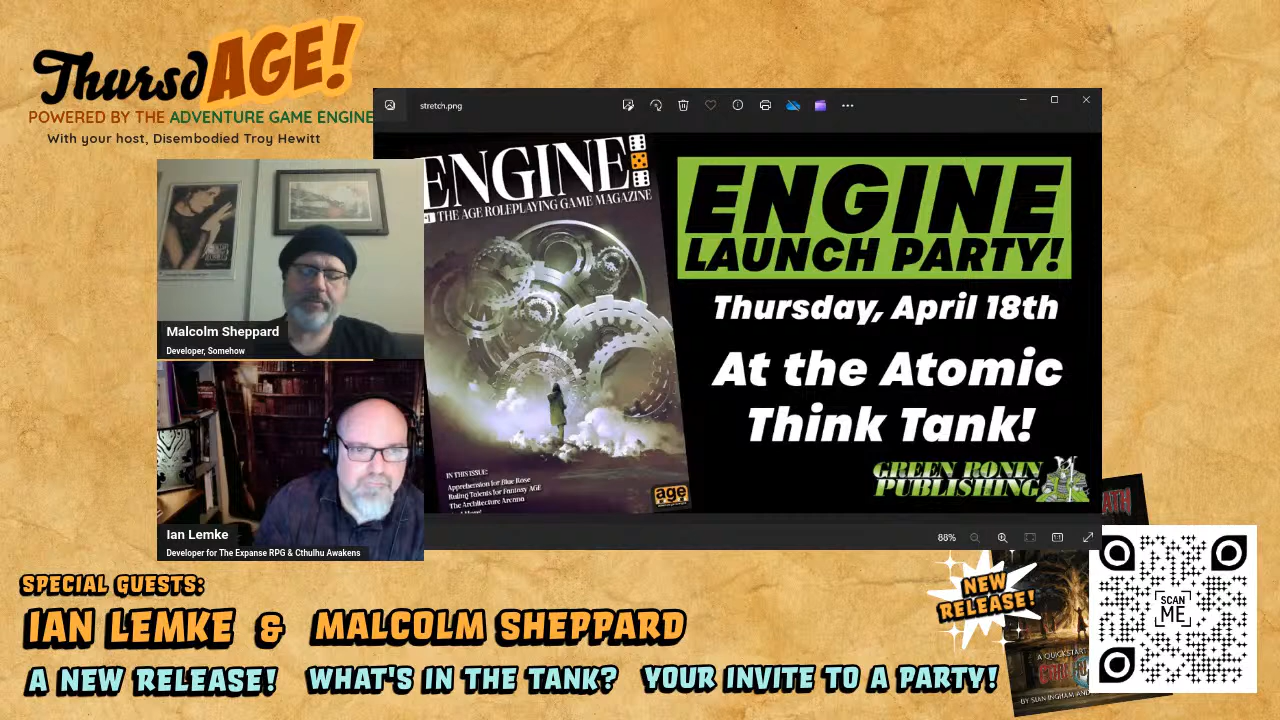 ThursdAGE!
POWERED BY THE ADVENTURE GAME ENGINE
With your host, Disembodied Troy Hewitt
stretch.png
ENGINE
#1 THE AGE ROLEPLAYING GAME MAGAZINE
IN THIS ISSUE:
Apprehension for Blue Rose
Ruling Talents for Fantasy AGE
The Architecture Arcana
age
ENGINE
LAUNCH PARTY!
Thursday, April 18th
At the Atomic
Think Tank!
GREEN RONIN
PUBLISHING
88%
Malcolm Sheppard
Developer, Somehow
Ian Lemke
Developer for The Expanse RPG & Cthulhu Awakens
SPECIAL GUESTS:
IAN LEMKE & MALCOLM SHEPPARD
A NEW RELEASE! WHAT'S IN THE TANK? YOUR INVITE TO A PARTY!
NEW
RELEASE!
A QUICKSTART
SCAN
ME